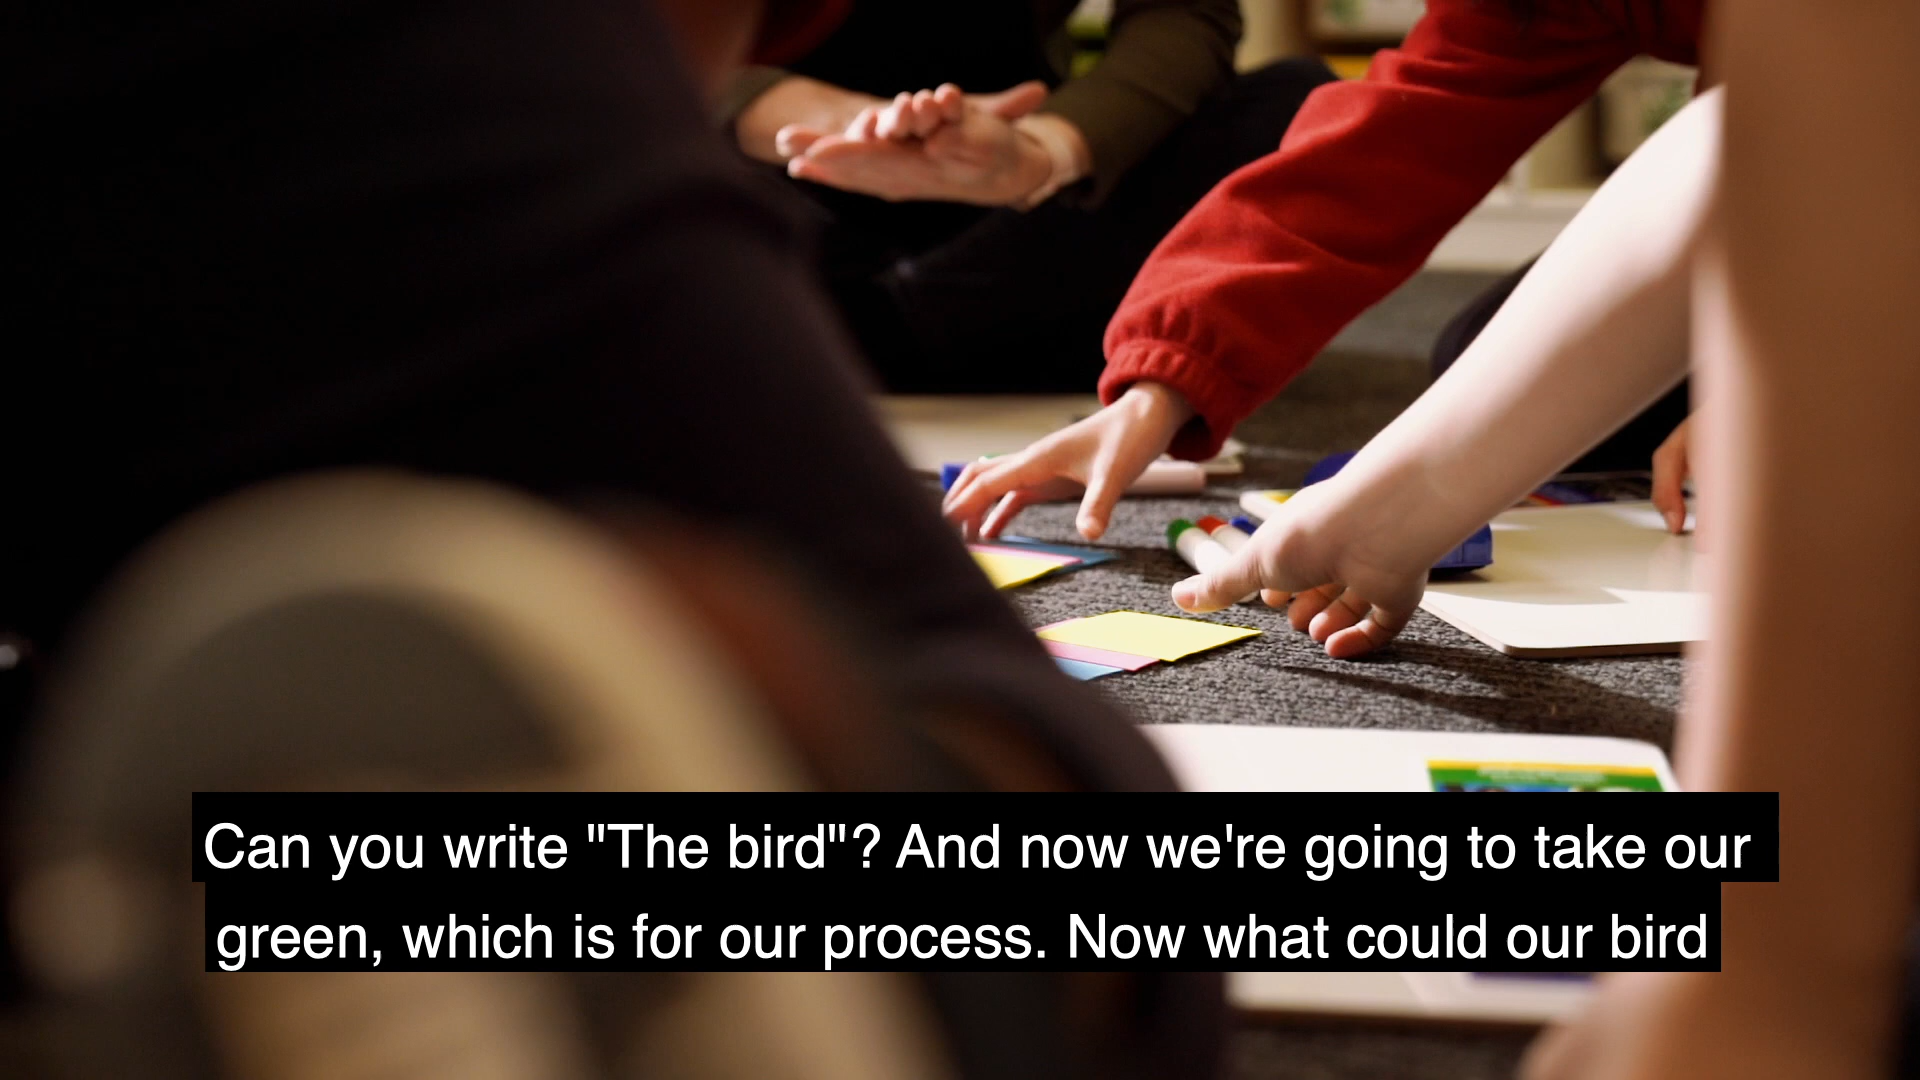 Can you write "The bird"? And now we're going to take our
green, which is for our process. Now what could our bird